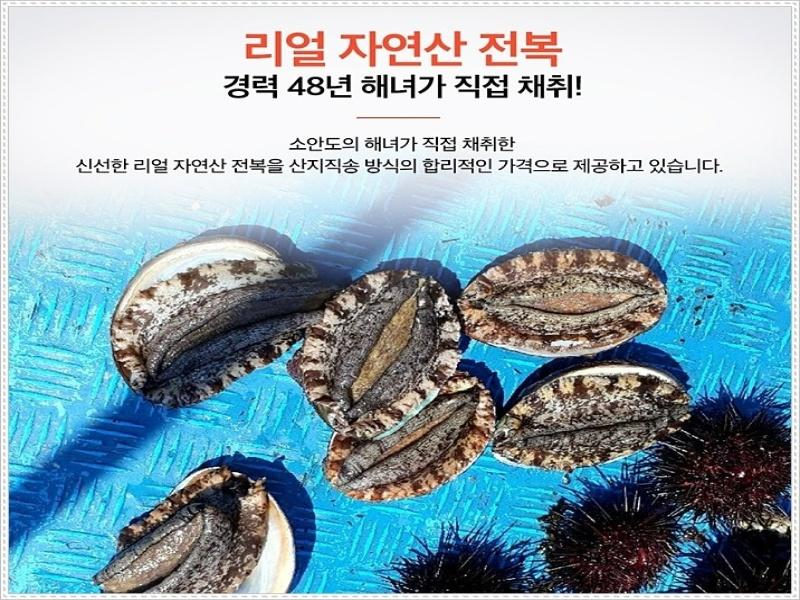 리얼 자연산 전복
경력 48년 해녀가 직접 채취!
소안도의 해녀가 직접 채취한
신선한 리얼 자연산 전복을 산지직송 방식의 합리적인 가격으로 제공하고 있습니다.